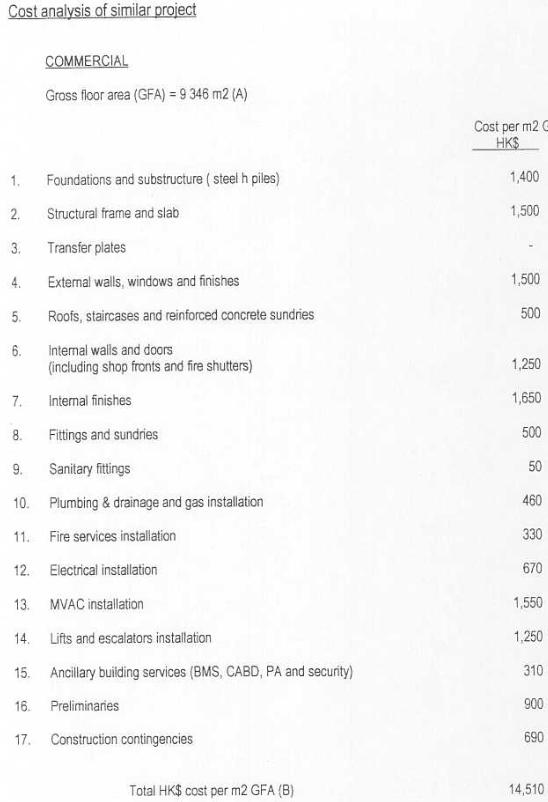 Cost analysis of similar project
COMMERCIAL
Gross floor area (GFA) = 9 346 m2 (A)
Cost per m2 G
HK$
1. Foundations and substructure ( steel h piles) 1,400
2. Structural frame and slab 1,500
3. Transfer plates -
4. External walls, windows and finishes 1,500
5. Roofs, staircases and reinforced concrete sundries 500
6. Internal walls and doors
(including shop fronts and fire shutters) 1,250
7. Internal finishes 1,650
8. Fittings and sundries 500
9. Sanitary fittings 50
10. Plumbing & drainage and gas installation 460
11. Fire services installation 330
12. Electrical installation 670
13. MVAC installation 1,550
14. Lifts and escalators installation 1,250
15. Ancillary building services (BMS, CABD, PA and security) 310
16. Preliminaries 900
17. Construction contingencies 690
Total HK$ cost per m2 GFA (B) 14,510